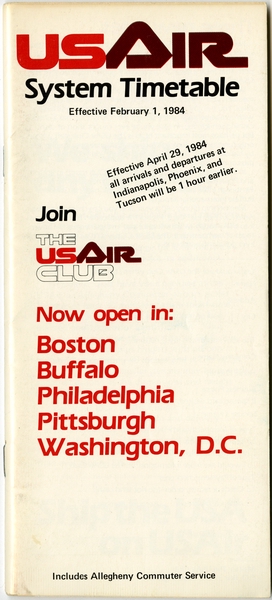 USAIR
System Timetable
Effective February 1, 1984
Effective April 29, 1984
all arrivals and departures at
Indianapolis, Phoenix, and
Tucson will be 1 hour earlier.
Join
THE
USAIR
CLUB
Now open in:
Boston
Buffalo
Philadelphia
Pittsburgh
Washington, D.C.
Includes Allegheny Commuter Service